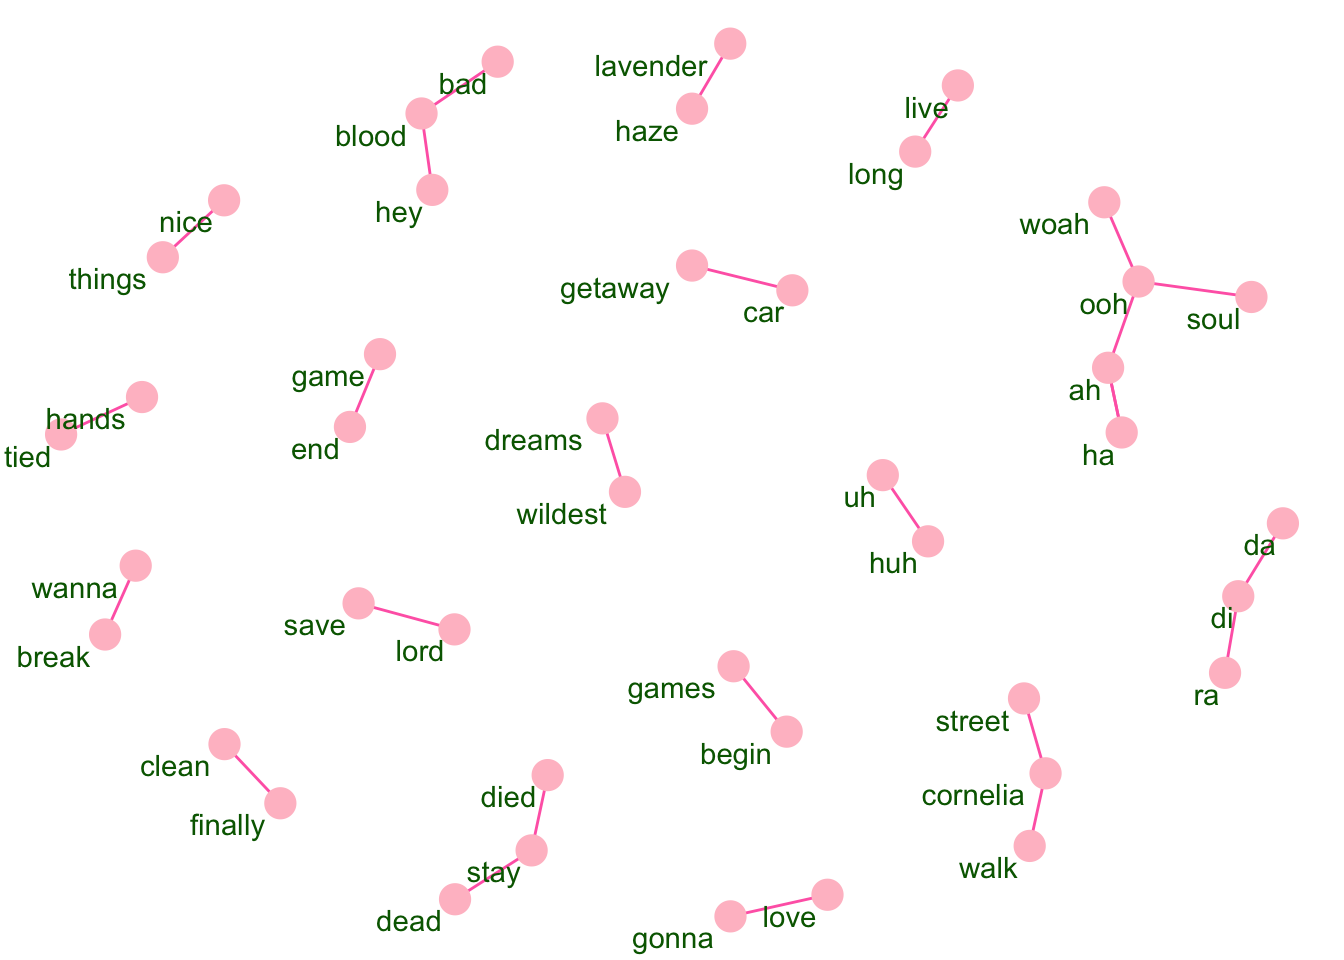 lavender
bad
live
haze
blood
long
hey
nice
woah
things
getaway
car
ooh
soul
game
ah
hands
dreams
end
tied
ha
uh
wildest
da
huh
wanna
di
save
lord
break
games
ra
street
begin
clean
died
cornelia
finally
stay
walk
love
dead
gonna